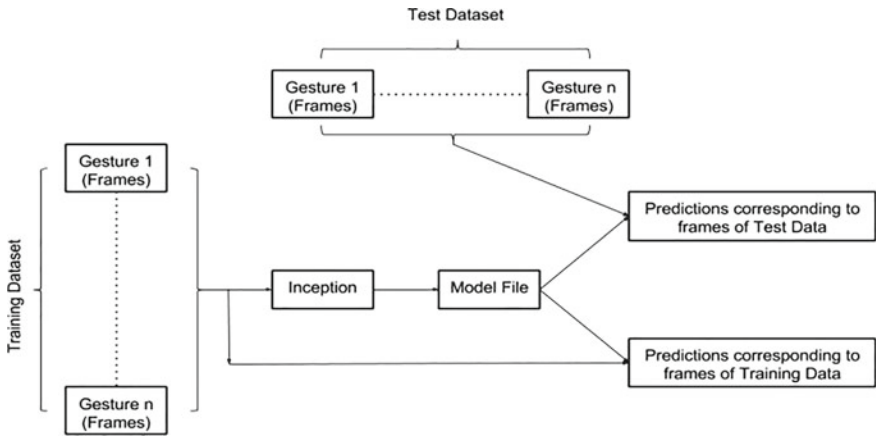 Test Dataset
Gesture 1
(Frames)
Gesture n
(Frames)
Training Dataset
Gesture 1
(Frames)
Gesture n
(Frames)
Inception
Model File
Predictions corresponding to
frames of Test Data
Predictions corresponding to
frames of Training Data